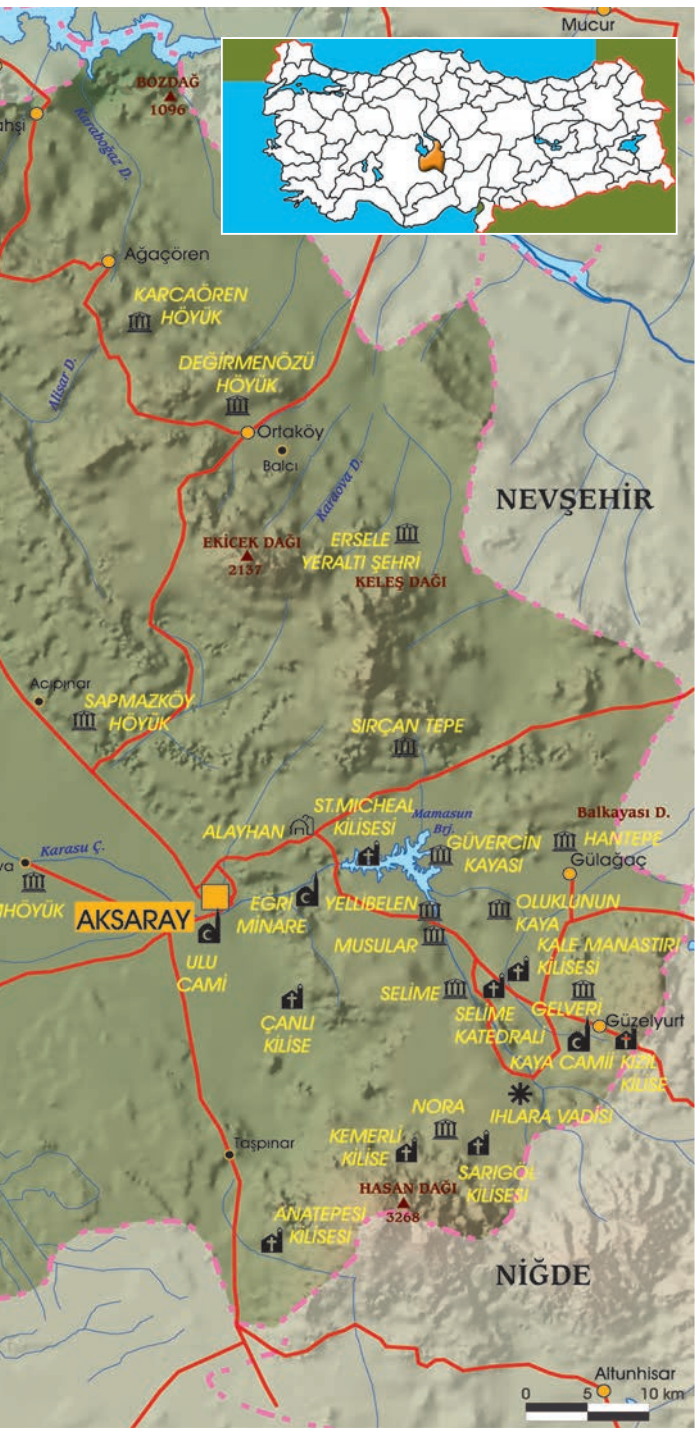 Mucur
BOZDAĞ
1096
Karaboğaz D.
Ağaçören
KARCAÖREN
HÖYÜK
DEĞİRMENÖZÜ
HÖYÜK
Alisar D.
Ortaköy
Balcı
Karaova D.
NEVŞEHİR
EKİCEK DAĞI
2137
ERSELE
YERALTI ŞEHRİ
KELEŞ DAĞI
Acıpınar
SAPMAZKÖY
HÖYÜK
SIRÇAN TEPE
ALAYHAN
ST.MICHEAL
KİLİSESİ
Mamasun
Brj.
Balkayası D.
GÜVERCİN
KAYASI
HANTEPE
Gülağaç
Karasu Ç.
AKSARAY
EĞRİ
MİNARE
YELLİBELEN
OLUKLUNUN
KAYA
MUSULAR
KALE MANASTIRI
KİLİSESİ
ULU
CAMİ
SELİME
SELİME
KATEDRALİ
GELVERİ
Güzelyurt
ÇANLI
KİLİSE
KAYA CAMİİ
KIZIL
KİLİSE
IHLARA VADİSİ
NORA
KEMERLİ
KİLİSE
SARIGÖL
KİLİSESİ
Taşpınar
HASAN DAĞI
3268
ANATEPESİ
KİLİSESİ
NİĞDE
Altunhisar
0 5 10 km